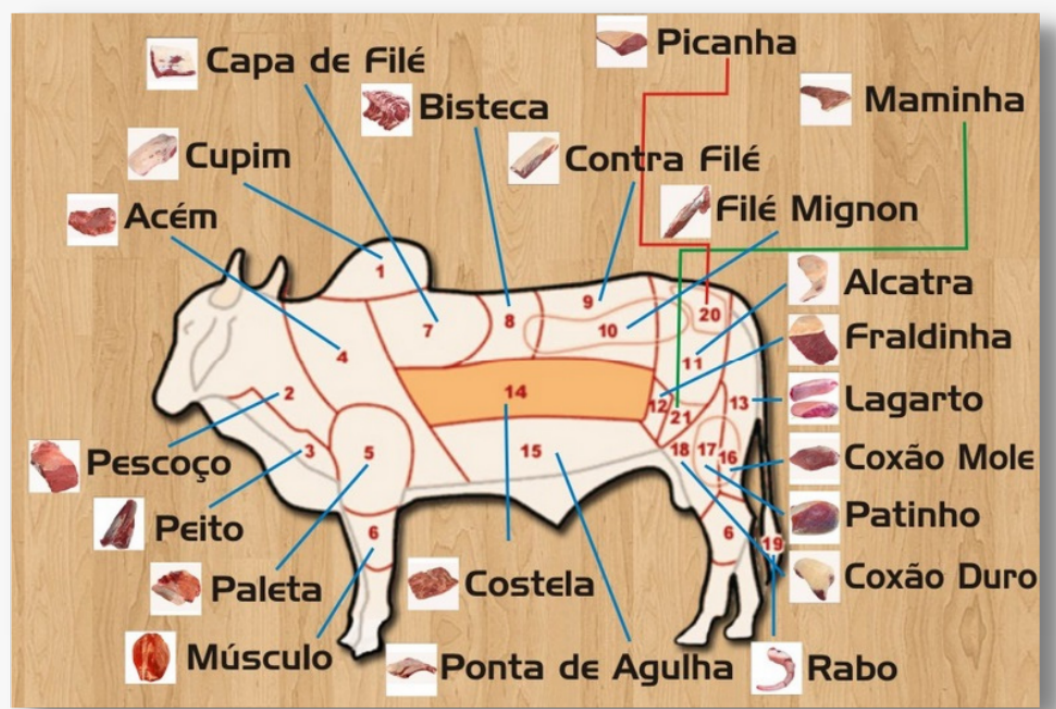 Picanha
Capa de Filé
Maminha
Bisteca
Cupim
Contra Filé
Acém
Filé Mignon
1
Alcatra
9
20
7
8
10
Fraldinha
4
11
14
2
12
13
Lagarto
21
Pescoço
3
5
15
18
17
16
Coxão Mole
Peito
6
6
Patinho
19
Paleta
Costela
Coxão Duro
Músculo
Ponta de Agulha
Rabo